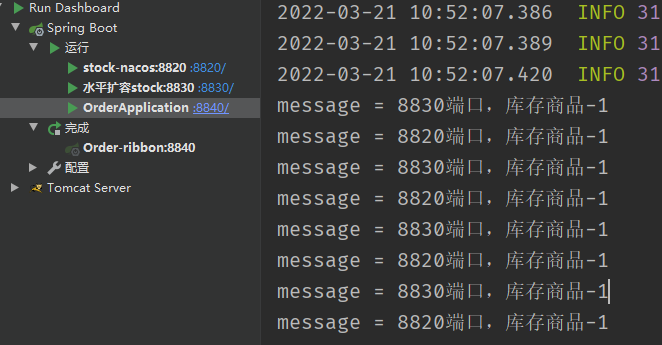 Run Dashboard
Spring Boot
运行
stock-nacos:8820 :8820/
水平扩容stock:8830 :8830/
OrderApplication :8840/
完成
Order-ribbon:8840
配置
Tomcat Server
2022-03-21 10:52:07.386 INFO 31
2022-03-21 10:52:07.389 INFO 31
2022-03-21 10:52:07.420 INFO 31
message = 8830端口，库存商品-1
message = 8820端口，库存商品-1
message = 8830端口，库存商品-1
message = 8820端口，库存商品-1
message = 8830端口，库存商品-1
message = 8820端口，库存商品-1
message = 8830端口，库存商品-1
message = 8820端口，库存商品-1